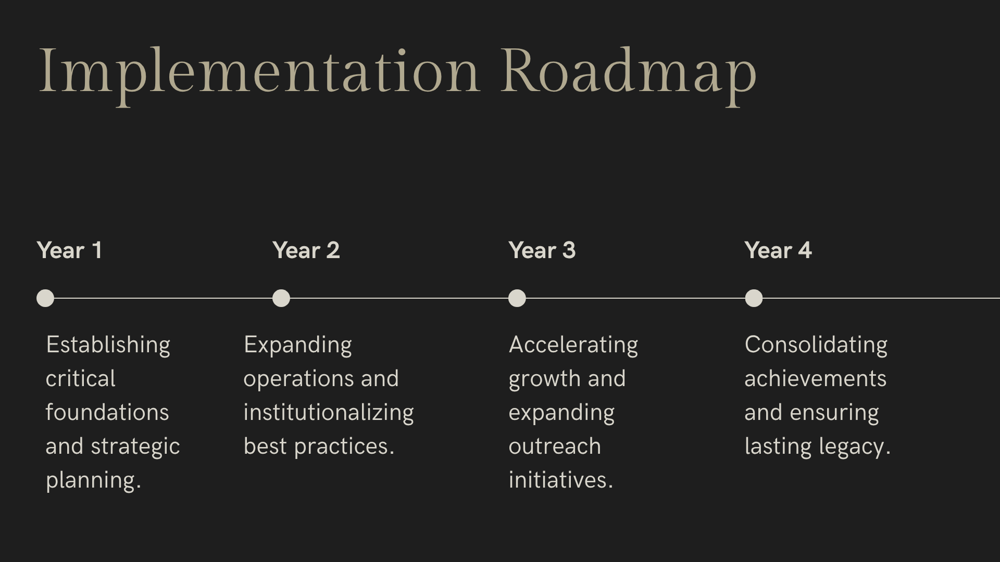 Implementation Roadmap
Year 1
Establishing
critical
foundations
and strategic
planning.
Year 2
Expanding
operations and
institutionalizing
best practices.
Year 3
Accelerating
growth and
expanding
outreach
initiatives.
Year 4
Consolidating
achievements
and ensuring
lasting legacy.